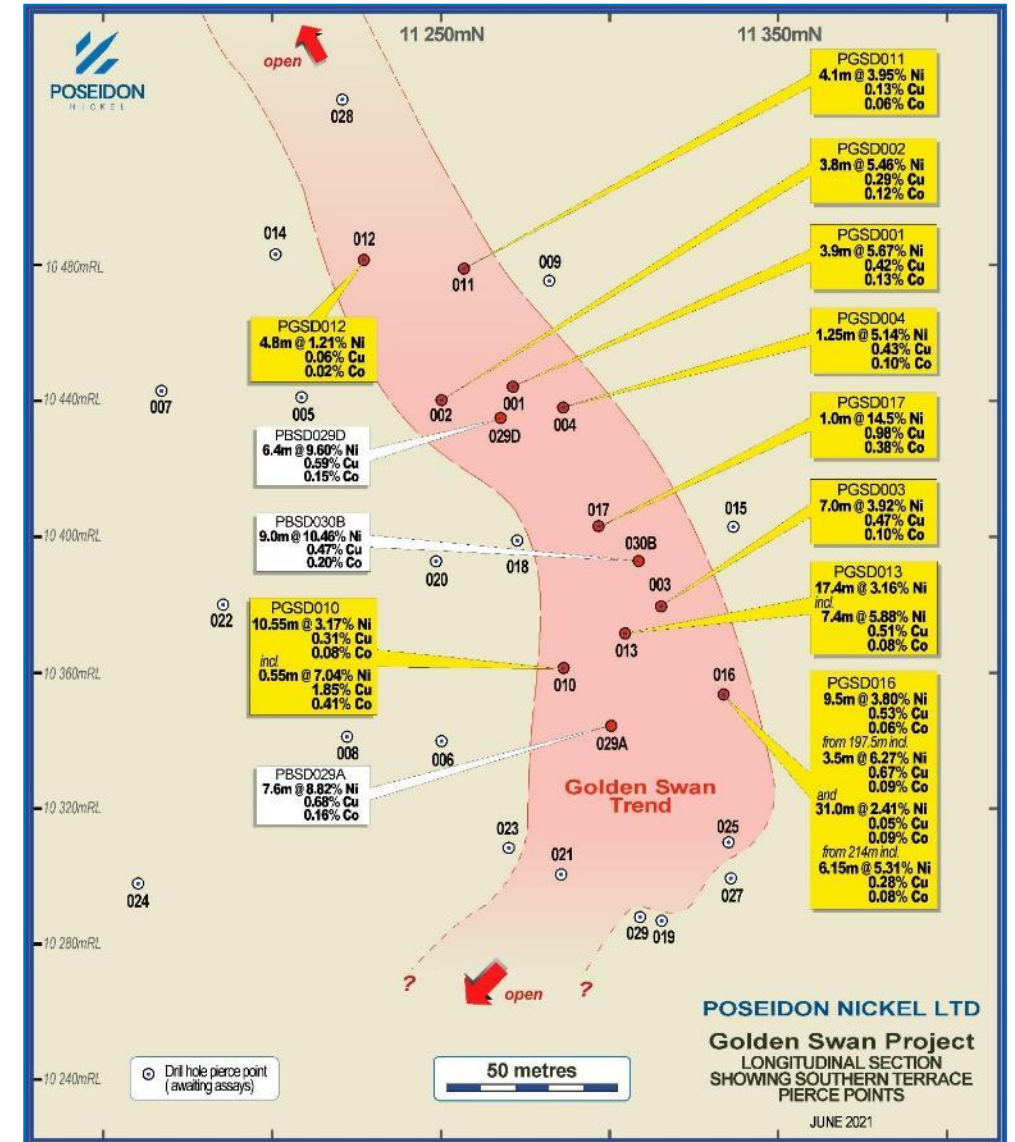 POSEIDON
NICKEL
open
11 250mN
11 350mN
028
PGSD011
4.1m @ 3.95% Ni
0.13% Cu
0.06% Co
PGSD002
3.8m @ 5.46% Ni
0.29% Cu
0.12% Co
014
012
011
009
10 480mRL
PGSD001
3.9m @ 5.67% Ni
0.42% Cu
0.13% Co
PGSD012
4.8m @ 1.21% Ni
0.06% Cu
0.02% Co
PGSD004
1.25m @ 5.14% Ni
0.43% Cu
0.10% Co
10 440mRL
007
005
002
001
004
029D
PBSD029D
6.4m @ 9.60% Ni
0.59% Cu
0.15% Co
PGSD017
1.0m @ 14.5% Ni
0.98% Cu
0.38% Co
017
015
PGSD003
7.0m @ 3.92% Ni
0.47% Cu
0.10% Co
10 400mRL
PBSD030B
9.0m @ 10.46% Ni
0.47% Cu
0.20% Co
020
018
030B
003
PGSD013
17.4m @ 3.16% Ni
incl.
7.4m @ 5.88% Ni
0.51% Cu
0.08% Co
022
PGSD010
10.55m @ 3.17% Ni
0.31% Cu
0.08% Co
incl
0.55m @ 7.04% Ni
1.85% Cu
0.41% Co
013
10 360mRL
010
016
PGSD016
9.5m @ 3.80% Ni
0.53% Cu
0.06% Co
from 197.5m incl.
3.5m @ 6.27% Ni
0.67% Cu
0.09% Co
and
31.0m @ 2.41% Ni
0.05% Cu
0.09% Co
from 214m incl.
6.15m @ 5.31% Ni
0.28% Cu
0.08% Co
008
006
029A
PBSD029A
7.6m @ 8.82% Ni
0.68% Cu
0.16% Co
Golden Swan
Trend
10 320mRL
023
021
025
024
027
029
019
10 280mRL
?
open
?
POSEIDON NICKEL LTD
Golden Swan Project
LONGITUDINAL SECTION
SHOWING SOUTHERN TERRACE
PIERCE POINTS
JUNE 2021
10 240mRL
Drill hole pierce point
( awaiting assays)
50 metres